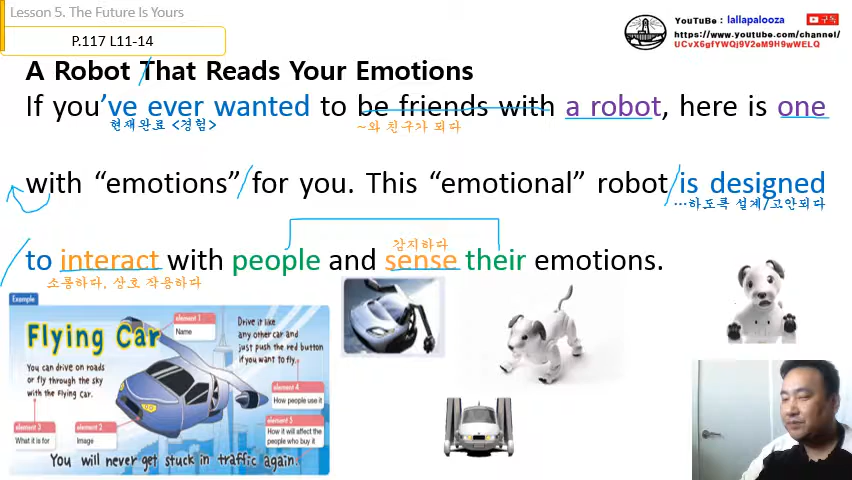 Lesson 5. The Future Is Yours
P.117 L11-14
YouTuBe : lallapalooza
구독
https://www.youtube.com/channel/
UCvX6gfYWQj9V2eM9H9wWELQ
A Robot That Reads Your Emotions
If you've ever wanted to be friends with a robot, here is one
현재완료 <경험>
~와 친구가 되다
with “emotions” for you. This “emotional” robot is designed
…하도록 설계/고안되다
감지하다
to interact with people and sense their emotions.
소통하다, 상호 작용하다
Example
Flying Car
element 1
Name
Drive it like
any other car and
just push the red button
if you want to fly.
You can drive on roads
or fly through the sky
with the Flying Car.
element 4
How people use it
element 3
What it is for
element 2
Image
element 5
How it will affect the
people who buy it
You will never get stuck in traffic again.